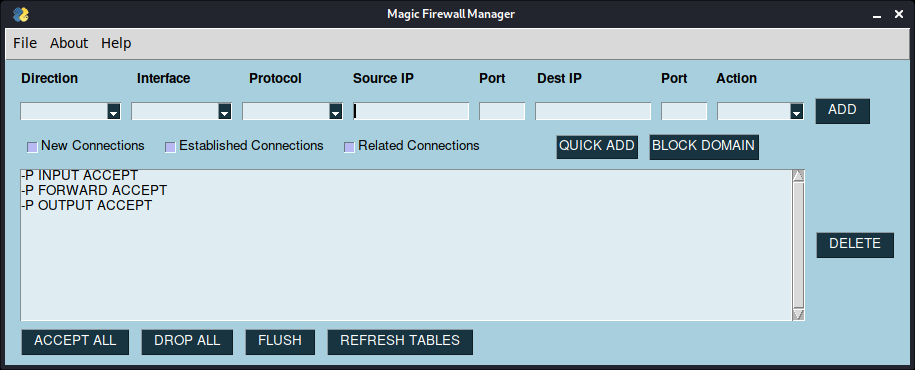 Magic Firewall Manager
File About Help
Direction Interface Protocol Source IP Port Dest IP Port Action
ADD
New Connections Established Connections Related Connections QUICK ADD BLOCK DOMAIN
-P INPUT ACCEPT
-P FORWARD ACCEPT
-P OUTPUT ACCEPT
DELETE
ACCEPT ALL DROP ALL FLUSH REFRESH TABLES